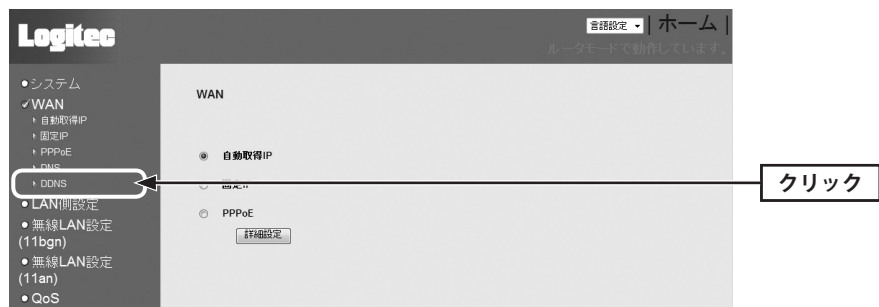 Logitec
言語設定 | ホーム |
ルータモードで動作しています。
システム
WAN
自動取得IP
固定IP
PPPoE
DNS
DDNS
LAN側設定
無線LAN設定
(11bgn)
無線LAN設定
(11an)
QoS
WAN
自動取得IP
固定IP
PPPoE
詳細設定
クリック